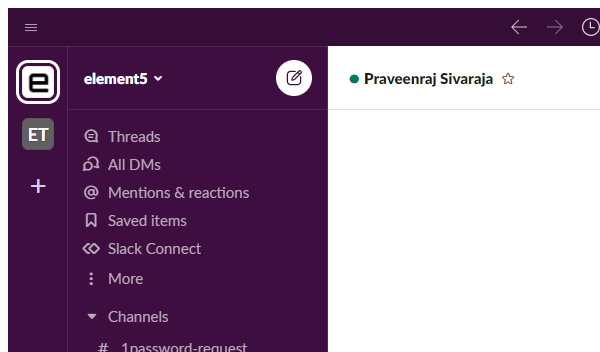 e
element5
Praveenraj Sivaraja
ET
+
Threads
All DMs
@ Mentions & reactions
Saved items
Slack Connect
More
Channels
# 1password-request